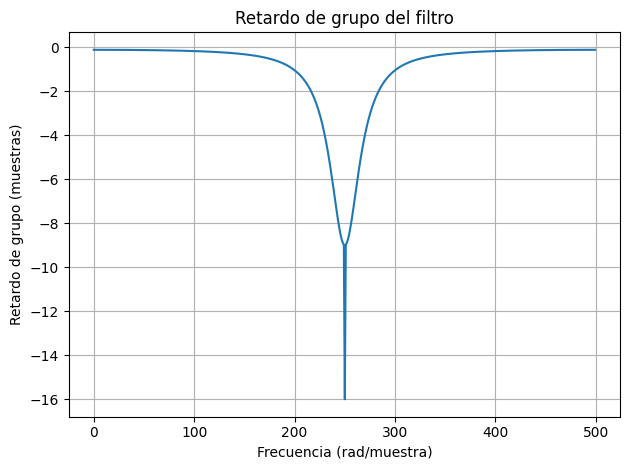 Retardo de grupo del filtro
Retardo de grupo (muestras)
0
−2
−4
−6
−8
−10
−12
−14
−16
0 100 200 300 400 500
Frecuencia (rad/muestra)